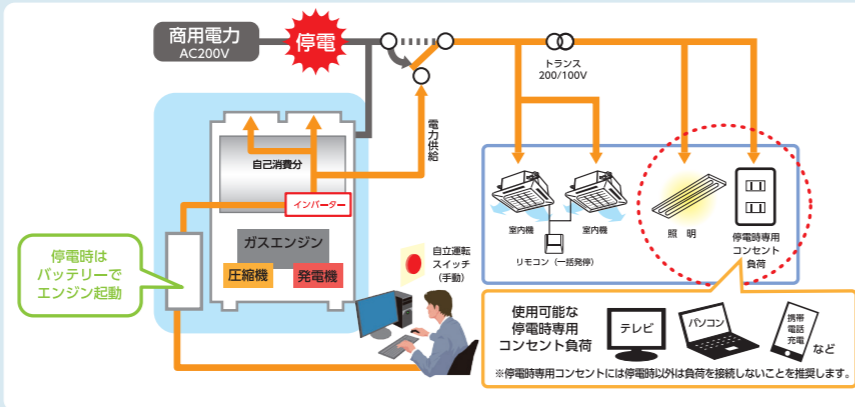 商用電力
AC200V
停電
トランス
200/100V
電力供給
自己消費分
インバーター
ガスエンジン
圧縮機
発電機
停電時は
バッテリーで
エンジン起動
自立運転
スイッチ
(手動)
室内機
室内機
リモコン(一括発停)
照 明
停電時専用
コンセント
負荷
使用可能な
停電時専用
コンセント負荷
テレビ
パソコン
携帯
電話
充電
など
※停電時専用コンセントには停電時以外は負荷を接続しないことを推奨します。